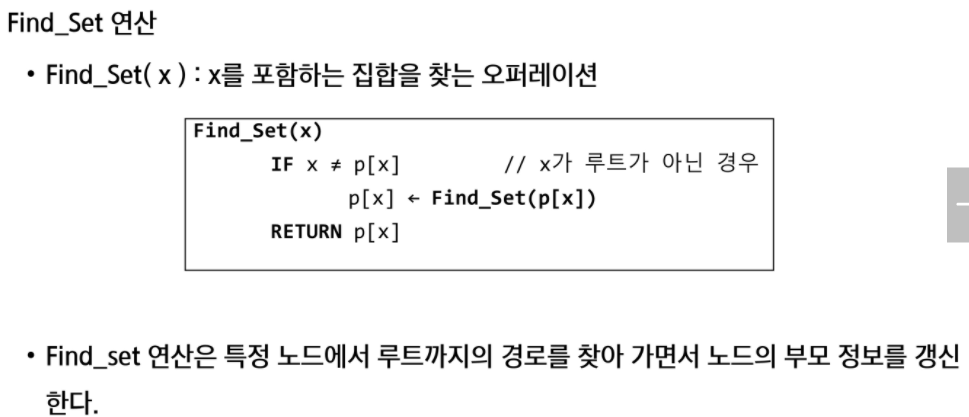 Find_Set 연산
• Find_Set( x ) : x를 포함하는 집합을 찾는 오퍼레이션
Find_Set(x)
IF x ≠ p[x] // x가 루트가 아닌 경우
p[x] ← Find_Set(p[x])
RETURN p[x]
• Find_set 연산은 특정 노드에서 루트까지의 경로를 찾아 가면서 노드의 부모 정보를 갱신
한다.